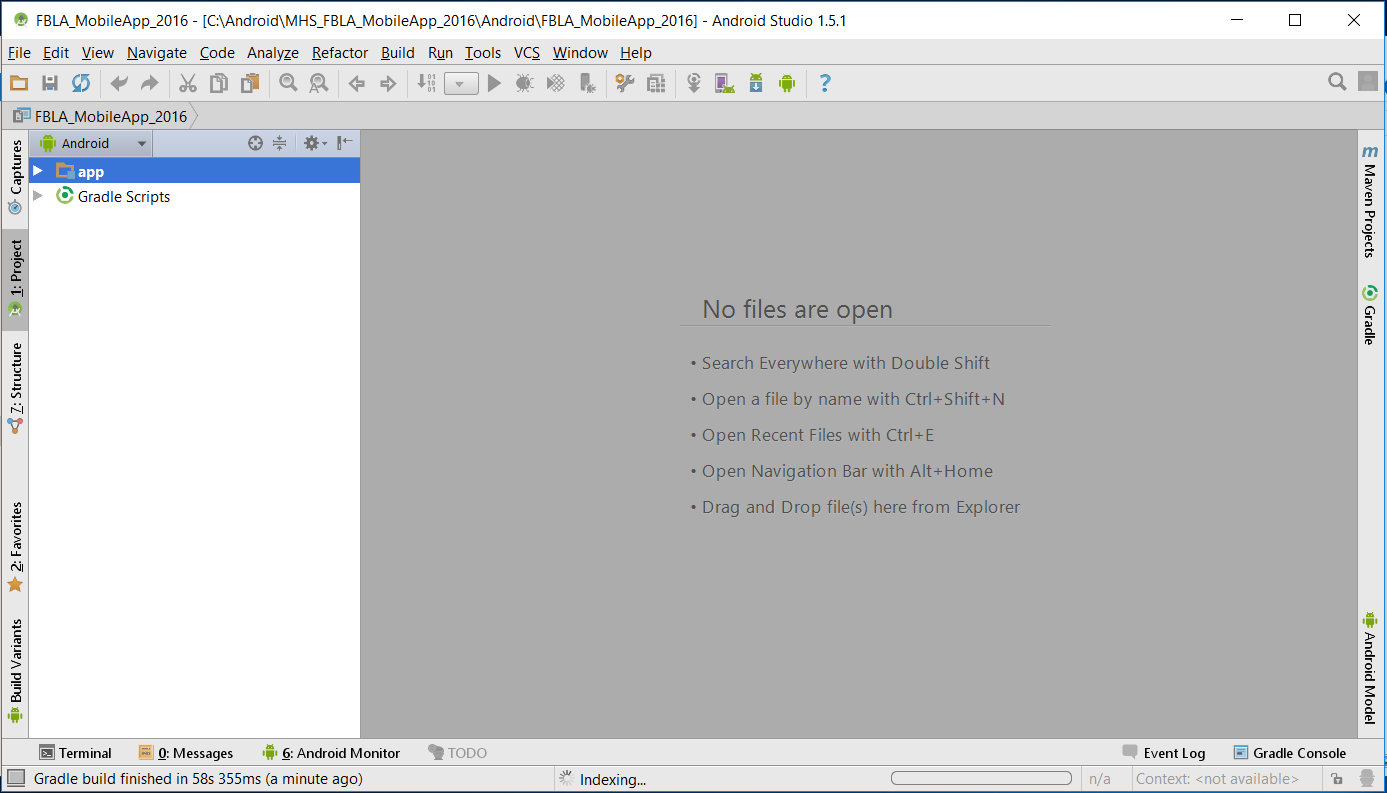 FBLA_MobileApp_2016 - [C:\Android\MHS_FBLA_MobileApp_2016\Android\FBLA_MobileApp_2016] - Android Studio 1.5.1
File Edit View Navigate Code Analyze Refactor Build Run Tools VCS Window Help
FBLA_MobileApp_2016
Captures
1: Project
7: Structure
2: Favorites
Build Variants
Android
app
Gradle Scripts
No files are open
• Search Everywhere with Double Shift
• Open a file by name with Ctrl+Shift+N
• Open Recent Files with Ctrl+E
• Open Navigation Bar with Alt+Home
• Drag and Drop file(s) here from Explorer
m Maven Projects
Gradle
Android Model
Terminal 0: Messages 6: Android Monitor TODO Event Log Gradle Console
Gradle build finished in 58s 355ms (a minute ago) Indexing... n/a Context: <not available>